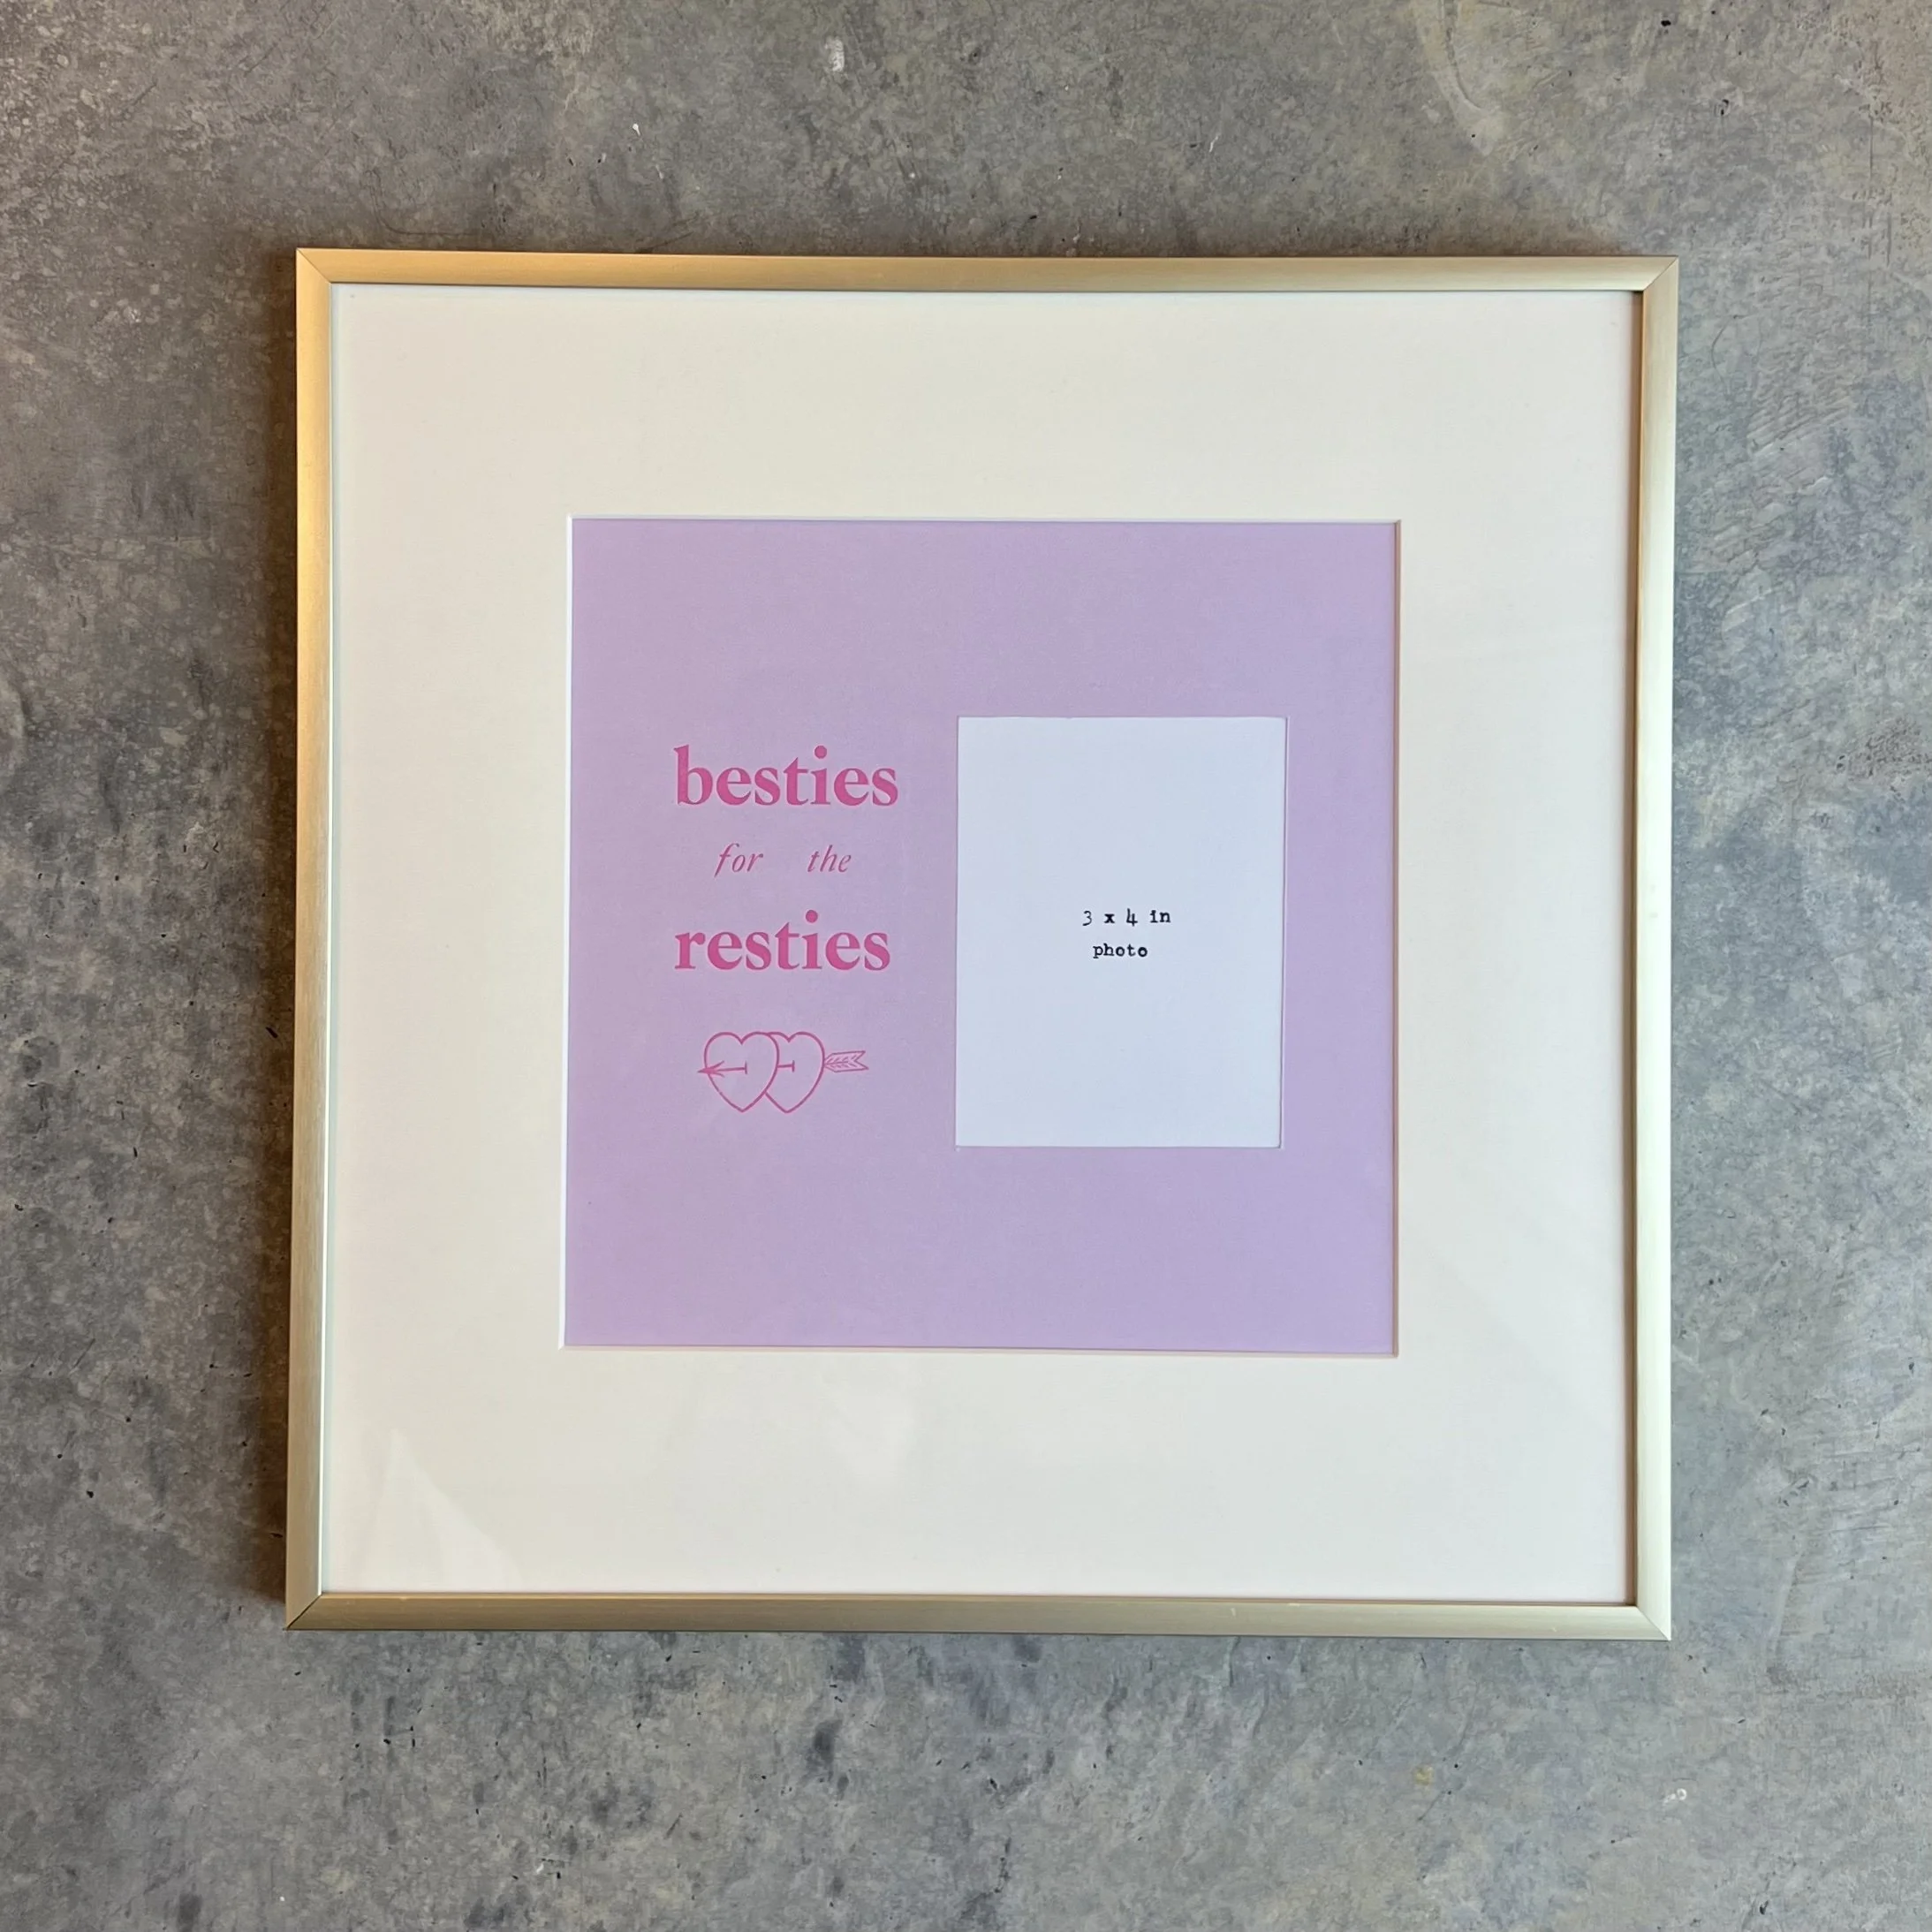 besties
for the
resties
3 x 4 in
photo